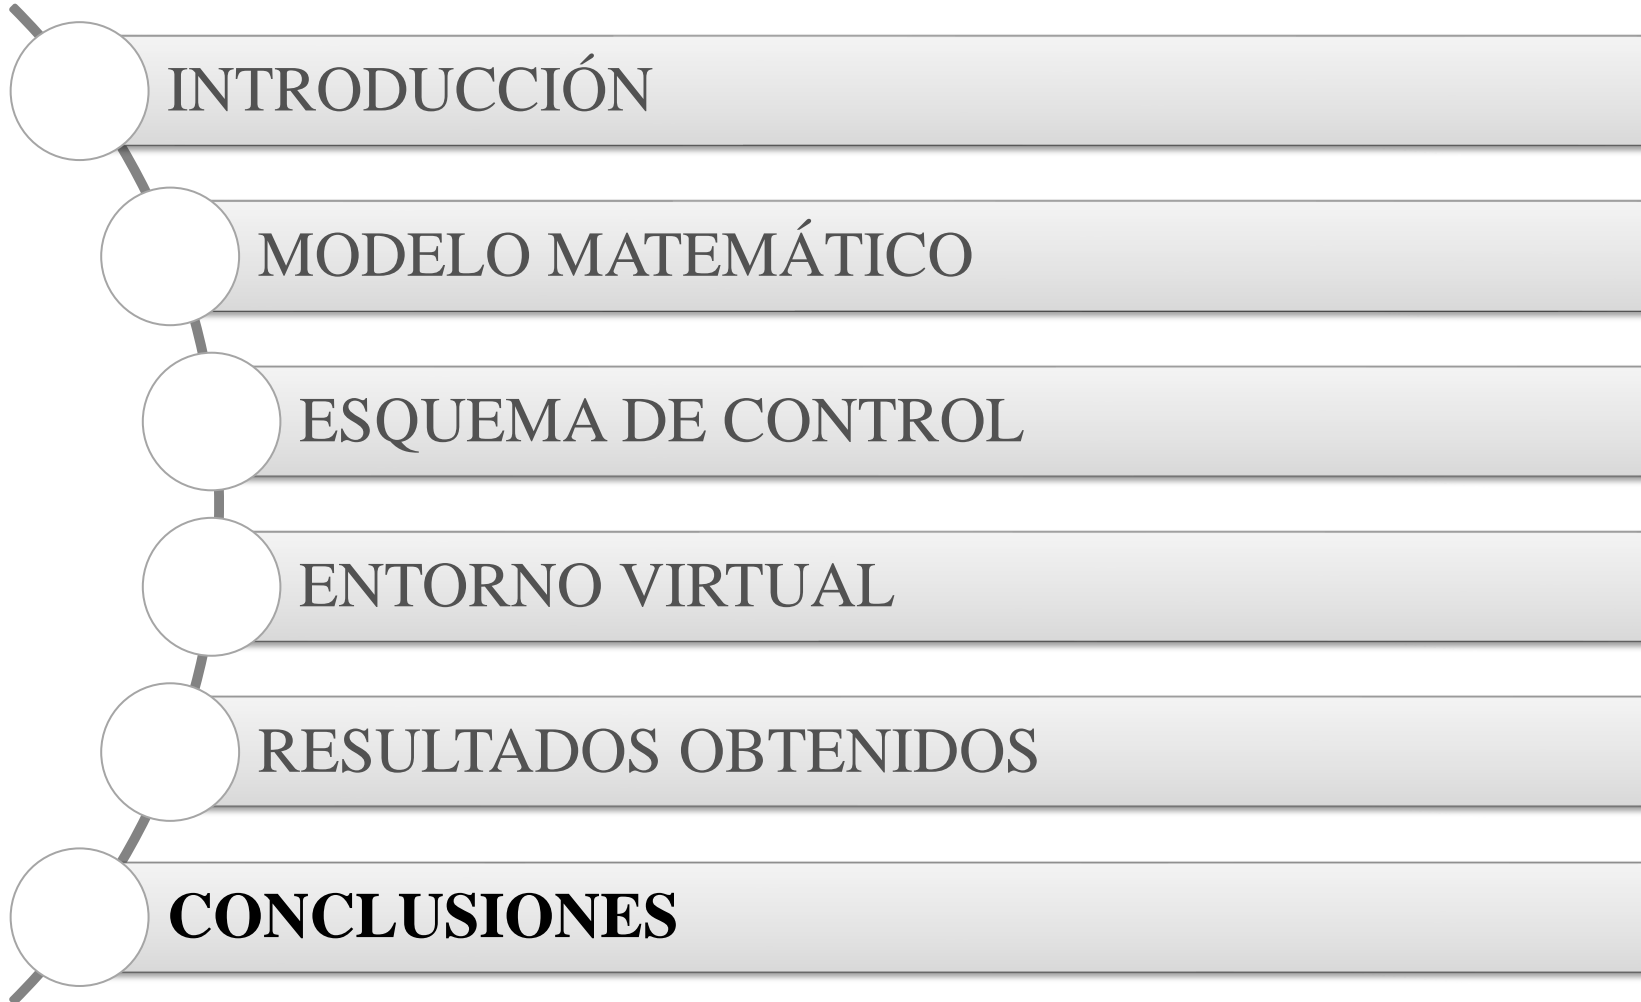 INTRODUCCIÓN
MODELO MATEMÁTICO
ESQUEMA DE CONTROL
ENTORNO VIRTUAL
RESULTADOS OBTENIDOS
CONCLUSIONES